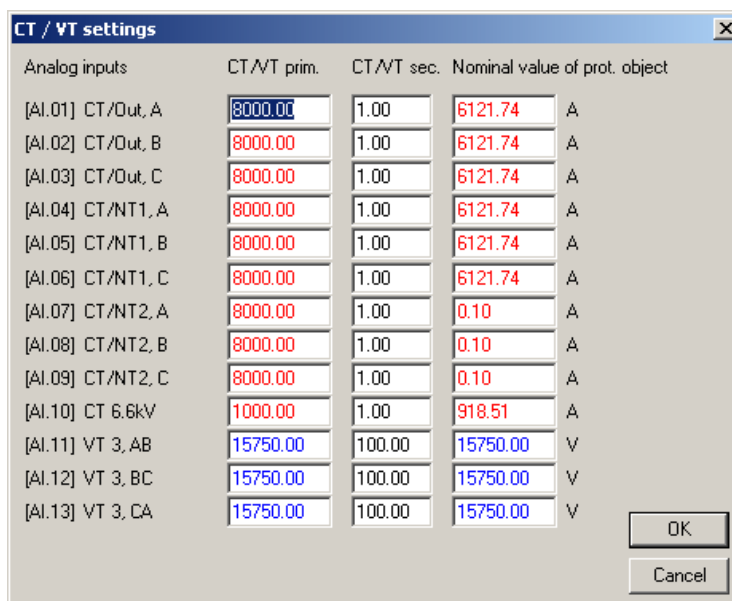 CT / VT settings
Analog inputs CT/VT prim. CT/VT sec. Nominal value of prot. object
[AI.01] CT/Out, A 8000.00 1.00 6121.74 A
[AI.02] CT/Out, B 8000.00 1.00 6121.74 A
[AI.03] CT/Out, C 8000.00 1.00 6121.74 A
[AI.04] CT/NT1, A 8000.00 1.00 6121.74 A
[AI.05] CT/NT1, B 8000.00 1.00 6121.74 A
[AI.06] CT/NT1, C 8000.00 1.00 6121.74 A
[AI.07] CT/NT2, A 8000.00 1.00 0.10 A
[AI.08] CT/NT2, B 8000.00 1.00 0.10 A
[AI.09] CT/NT2, C 8000.00 1.00 0.10 A
[AI.10] CT 6.6kV 1000.00 1.00 918.51 A
[AI.11] VT 3, AB 15750.00 100.00 15750.00 V
[AI.12] VT 3, BC 15750.00 100.00 15750.00 V
[AI.13] VT 3, CA 15750.00 100.00 15750.00 V
OK
Cancel